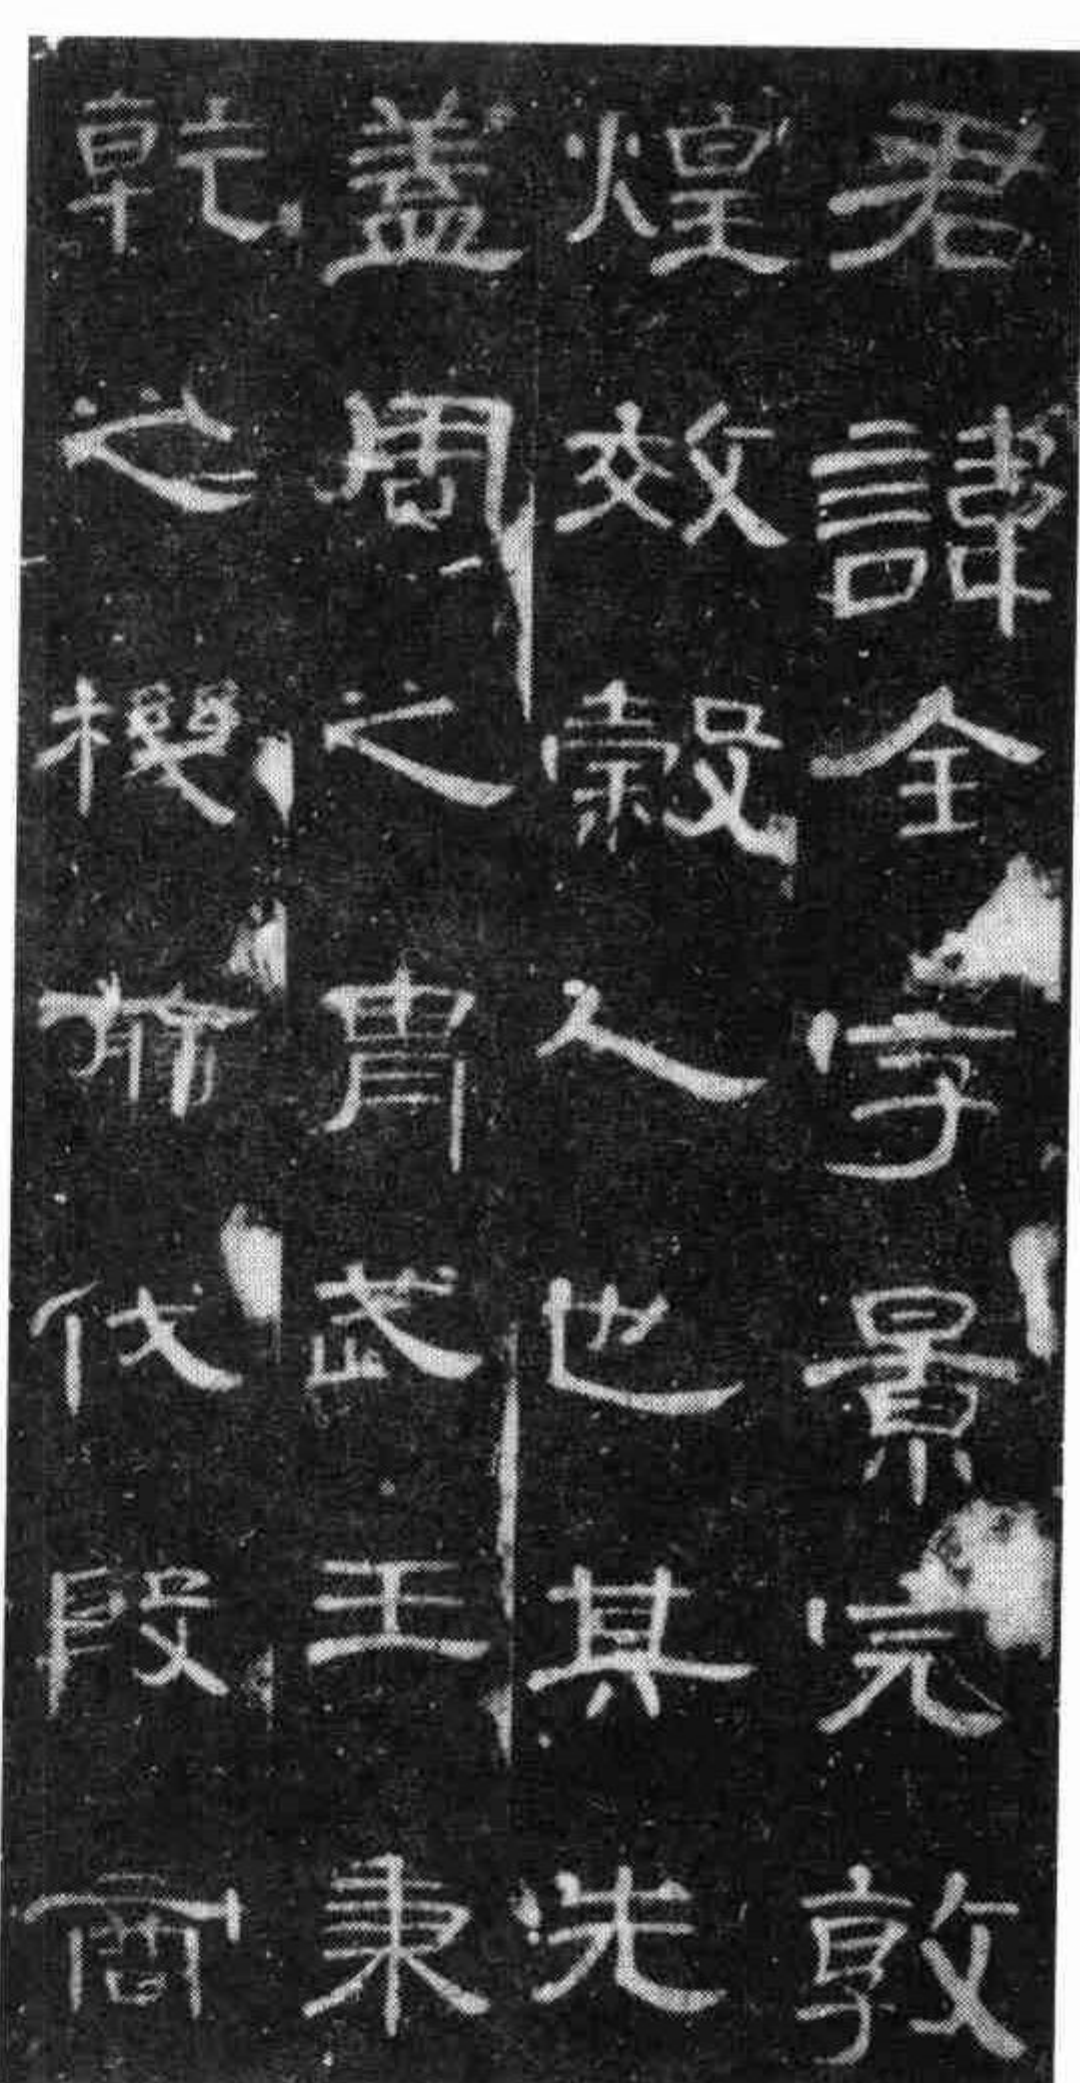 君諱全字景完敦
煌效穀人也其先
蓋周之胄武王秉
乾之機翦伐殷商